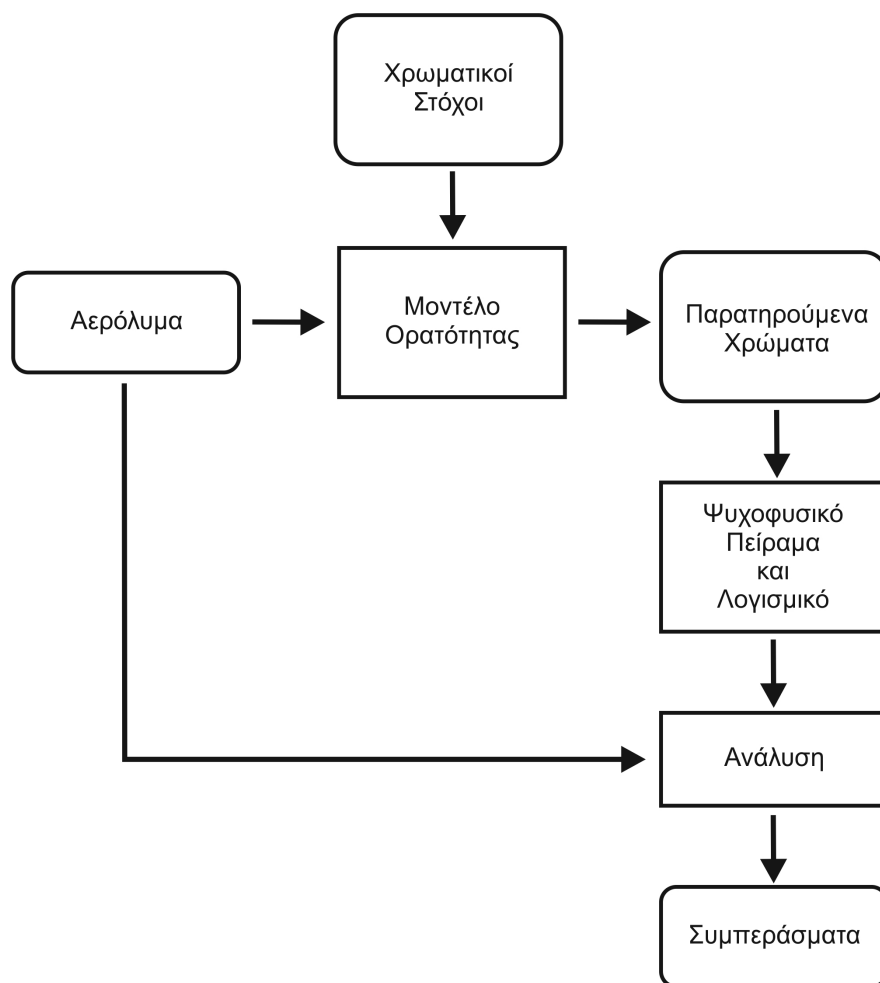 Χρωματικοί
Στόχοι
Αερόλυμα
Μοντέλο
Ορατότητας
Παρατηρούμενα
Χρώματα
Ψυχοφυσικό
Πείραμα
και
Λογισμικό
Ανάλυση
Συμπεράσματα